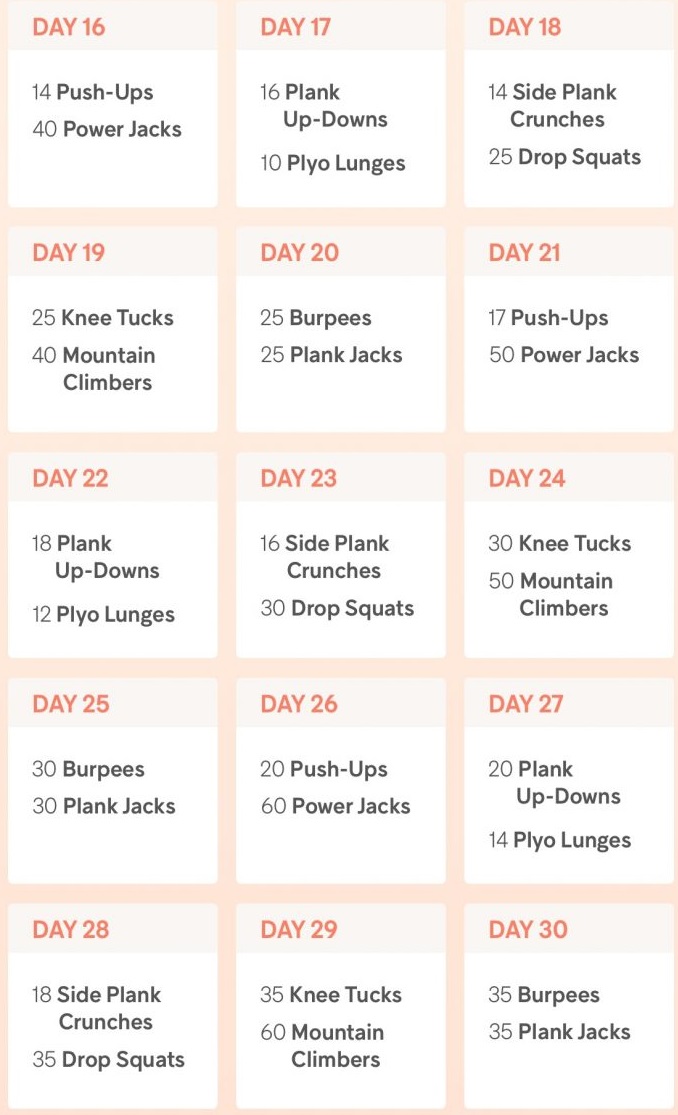 DAY 16
14 Push-Ups
40 Power Jacks
DAY 17
16 Plank
Up-Downs
10 Plyo Lunges
DAY 18
14 Side Plank
Crunches
25 Drop Squats
DAY 19
25 Knee Tucks
40 Mountain
Climbers
DAY 20
25 Burpees
25 Plank Jacks
DAY 21
17 Push-Ups
50 Power Jacks
DAY 22
18 Plank
Up-Downs
12 Plyo Lunges
DAY 23
16 Side Plank
Crunches
30 Drop Squats
DAY 24
30 Knee Tucks
50 Mountain
Climbers
DAY 25
30 Burpees
30 Plank Jacks
DAY 26
20 Push-Ups
60 Power Jacks
DAY 27
20 Plank
Up-Downs
14 Plyo Lunges
DAY 28
18 Side Plank
Crunches
35 Drop Squats
DAY 29
35 Knee Tucks
60 Mountain
Climbers
DAY 30
35 Burpees
35 Plank Jacks